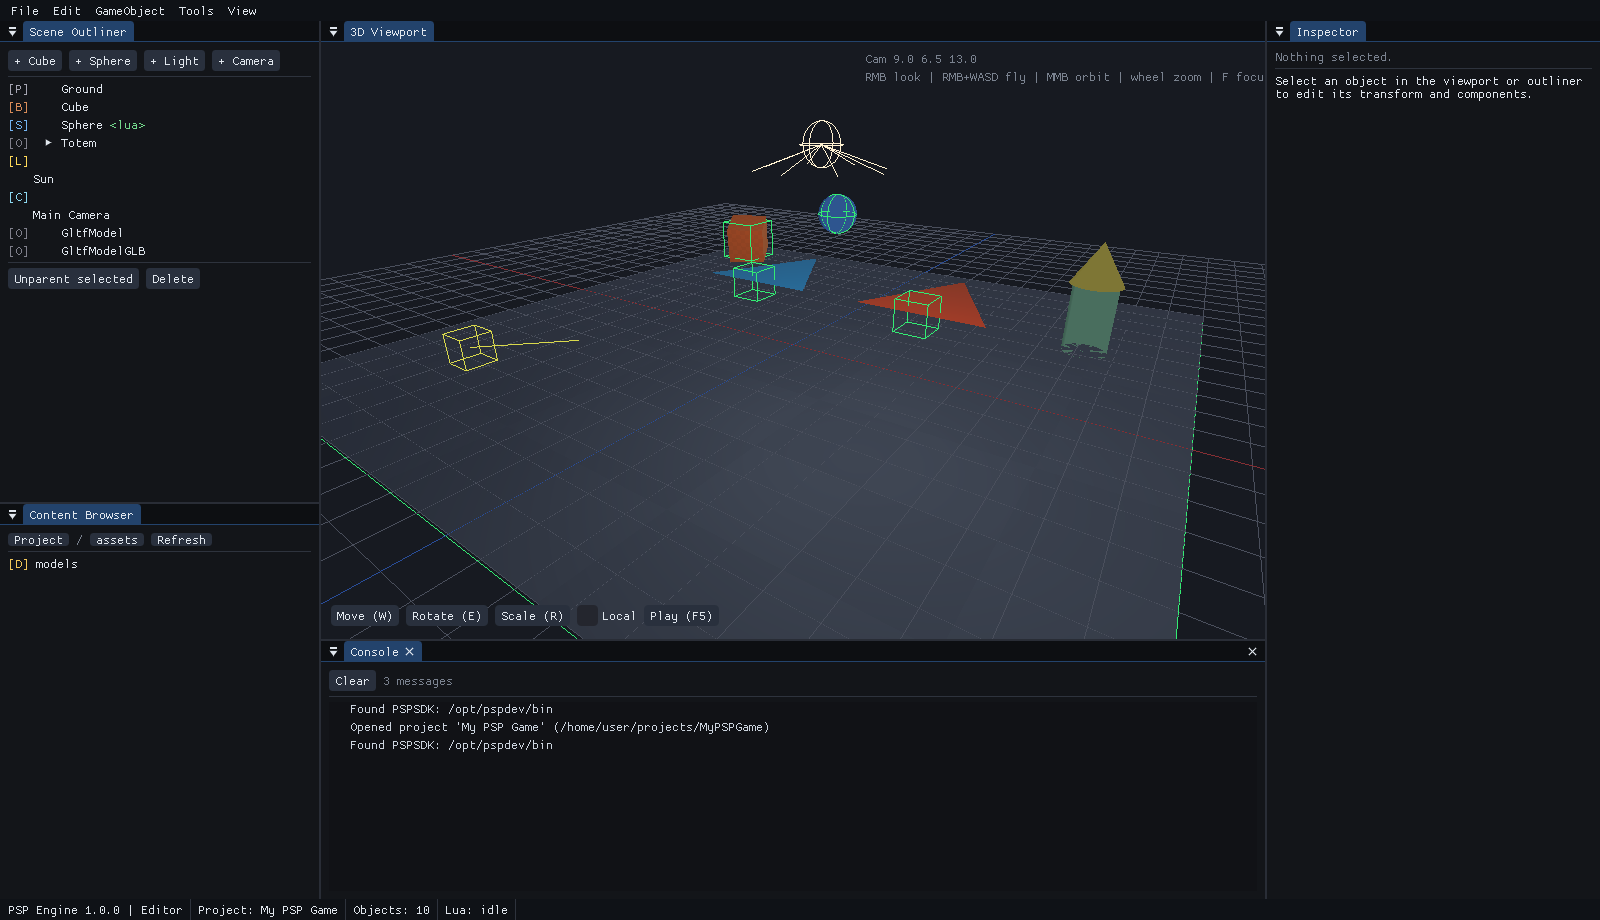 File Edit GameObject Tools View
Scene Outliner
+ Cube + Sphere + Light + Camera
[P] Ground
[B] Cube
[S] Sphere <lua>
[O] Totem
[L]
Sun
[C]
Main Camera
[O] GltfModel
[O] GltfModelGLB
Unparent selected Delete
Content Browser
Project / assets Refresh
[D] models
3D Viewport
Cam 9.0 6.5 13.0
RMB look | RMB+WASD fly | MMB orbit | wheel zoom | F focu
Move (W) Rotate (E) Scale (R) Local Play (F5)
Console
Clear 3 messages
Found PSPSDK: /opt/pspdev/bin
Opened project 'My PSP Game' (/home/user/projects/MyPSPGame)
Found PSPSDK: /opt/pspdev/bin
Inspector
Nothing selected.
Select an object in the viewport or outliner
to edit its transform and components.
PSP Engine 1.0.0 | Editor Project: My PSP Game Objects: 10 Lua: idle